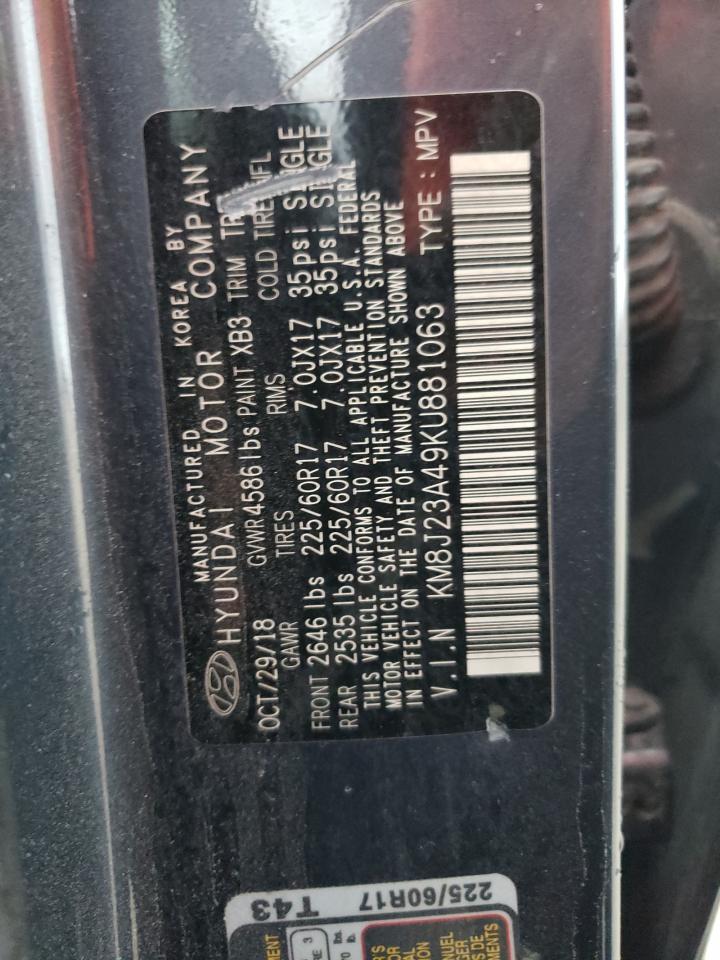 MANUFACTURED IN KOREA BY
HYUNDAI MOTOR COMPANY
OCT/29/18 GVWR 4586 lbs PAINT XB3 TRIM
GAWR TIRES RIMS COLD TIRE INFL
FRONT 2646 lbs 225/60R17 7.0JX17 35psi SINGLE
REAR 2535 lbs 225/60R17 7.0JX17 35psi SINGLE
THIS VEHICLE CONFORMS TO ALL APPLICABLE U.S.A. FEDERAL
MOTOR VEHICLE SAFETY AND THEFT PREVENTION STANDARDS
IN EFFECT ON THE DATE OF MANUFACTURE SHOWN ABOVE
V.I.N KM8J23A49KU881063 TYPE : MPV
T43
225/60R17